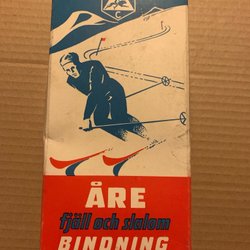 C
ÅRE
fjäll och slalom
BINDNING